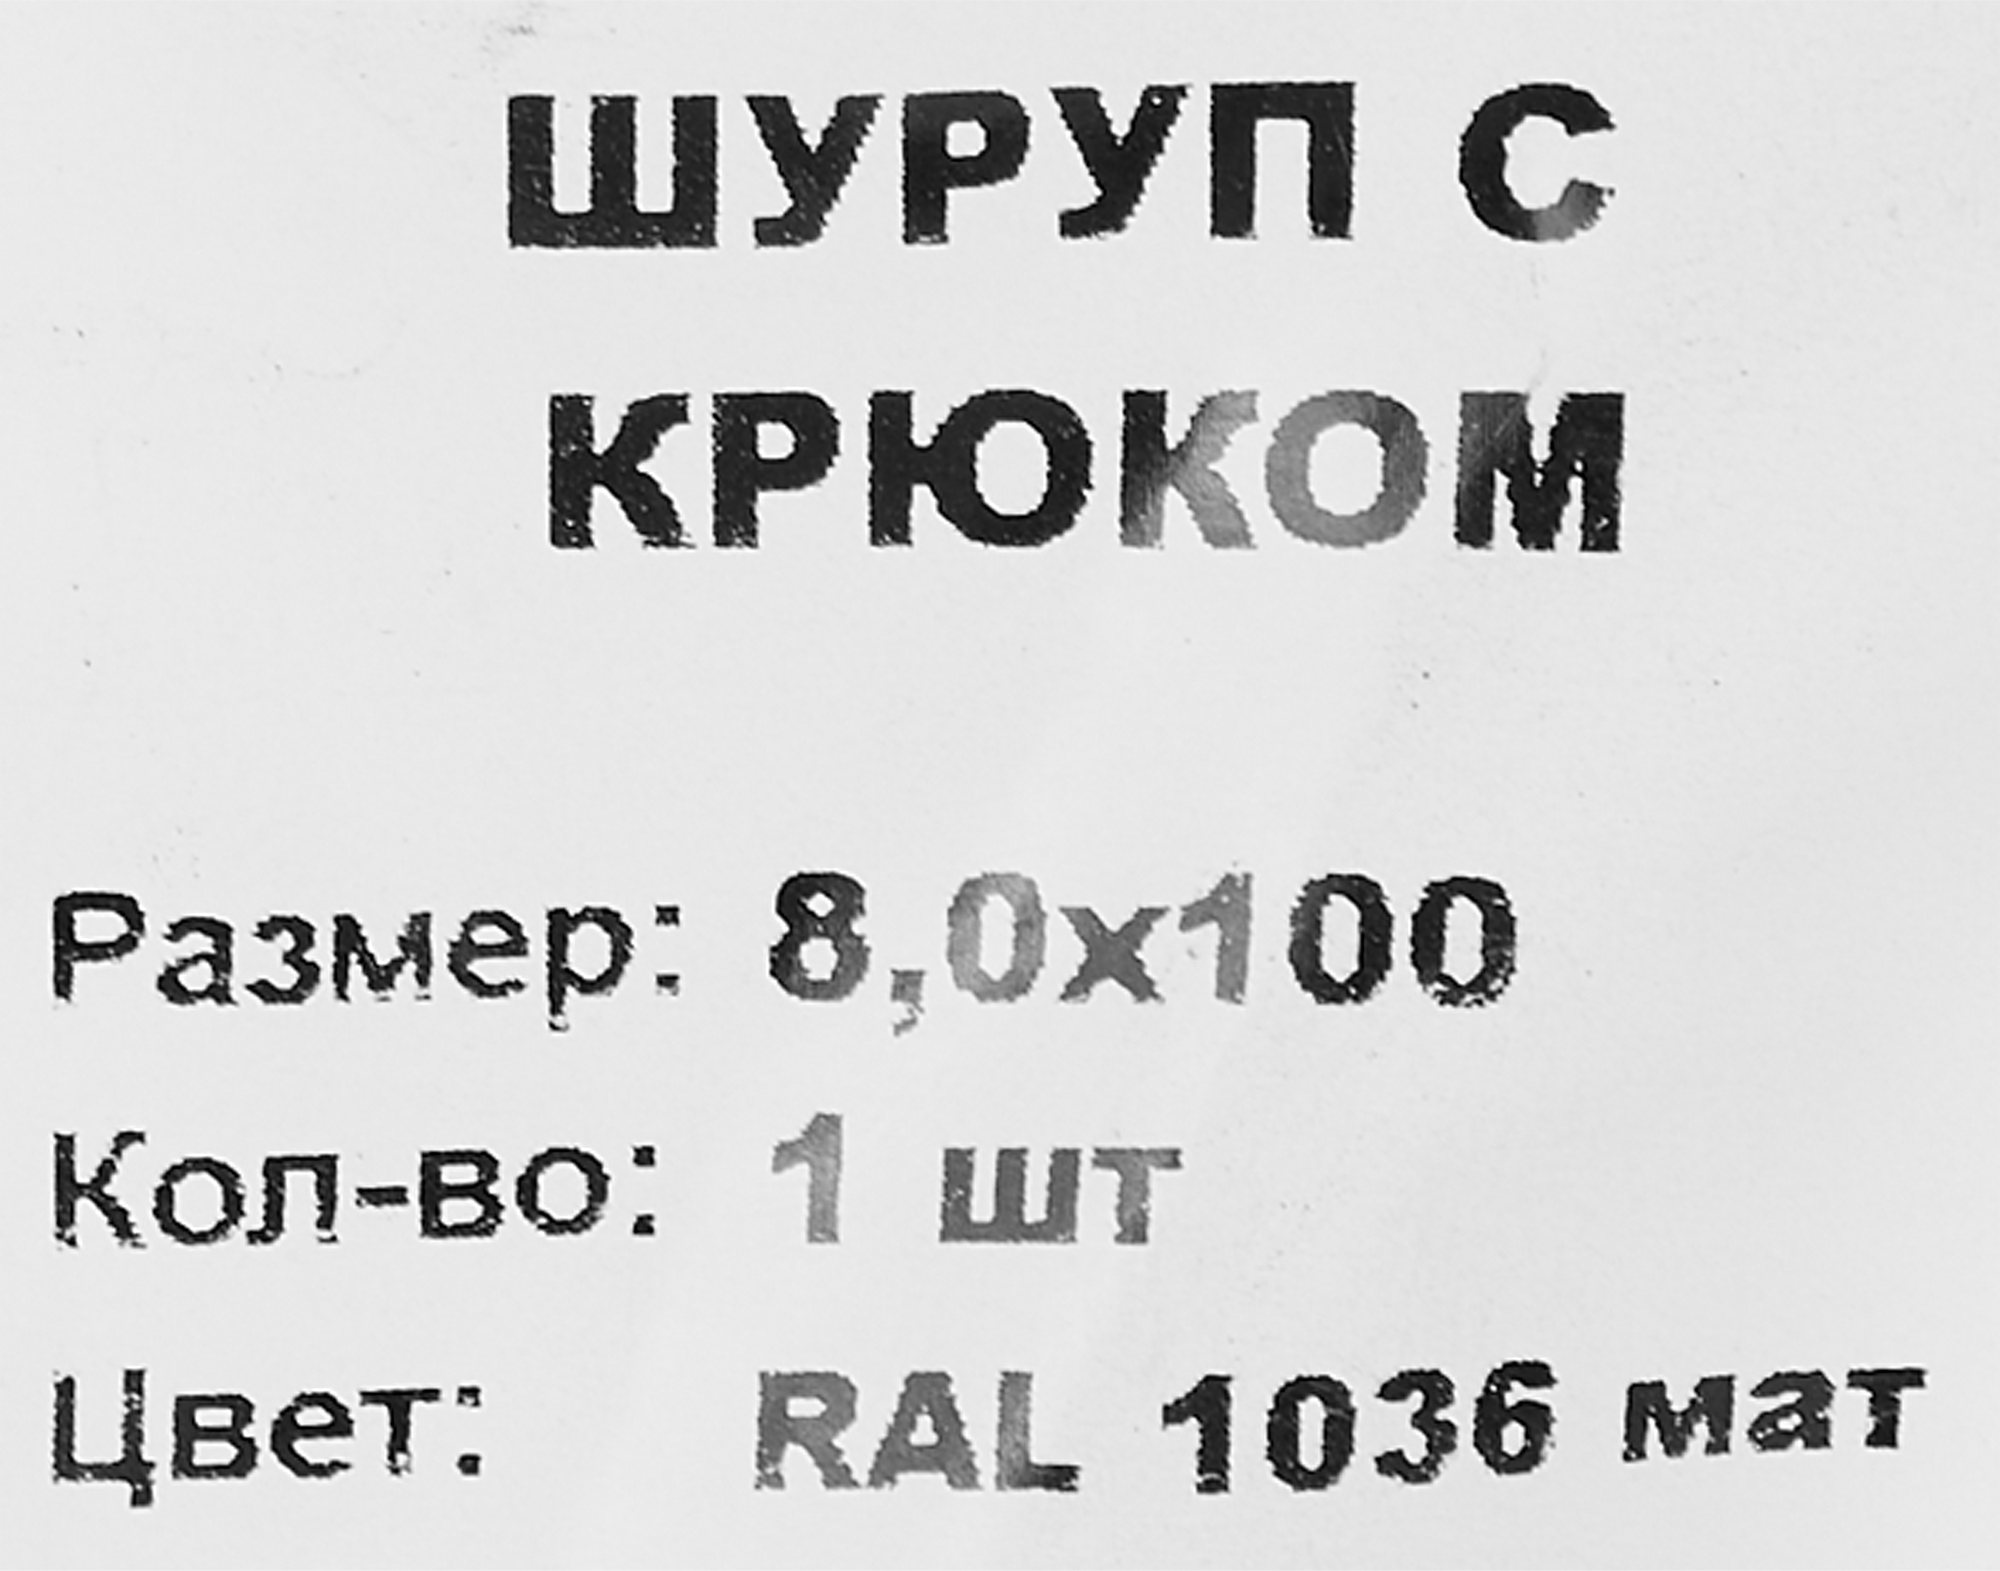 ШУРУП С
КРЮКОМ
Размер: 8,0х100
Кол-во: 1 шт
Цвет: RAL 1036 мат